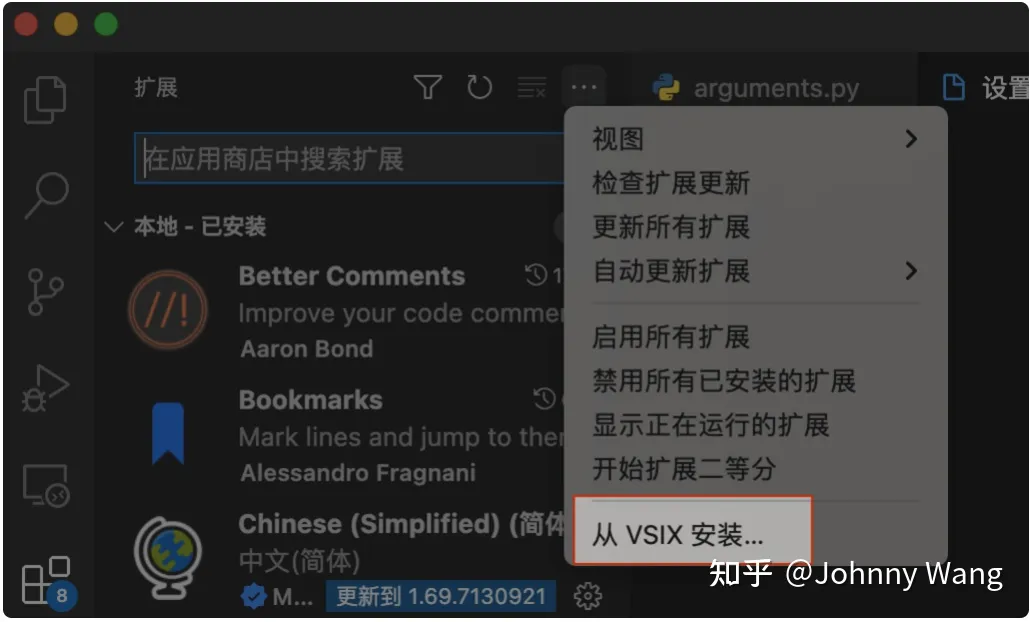 扩展
arguments.py
设置
在应用商店中搜索扩展
本地 - 已安装
Better Comments
Improve your code comme
Aaron Bond
Bookmarks
Mark lines and jump to
Alessandro Fragnani
Chinese (Simplified) (简体
中文(简体)
M... 更新到 1.69.7130921
8
视图
检查扩展更新
更新所有扩展
自动更新扩展
启用所有扩展
禁用所有已安装的扩展
显示正在运行的扩展
开始扩展二等分
从 VSIX 安装...
知乎 @Johnny Wang